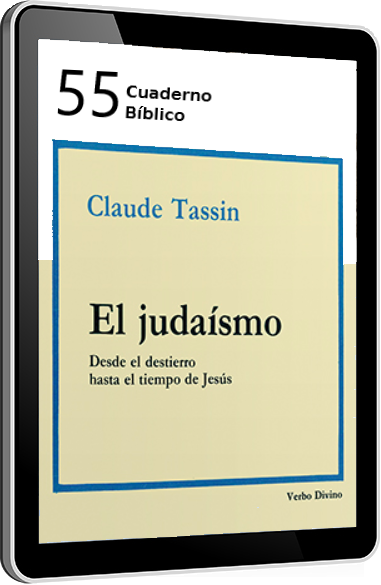 55 Cuaderno
Bíblico
Claude Tassin
El judaísmo
Desde el destierro
hasta el tiempo de Jesús
Verbo Divino